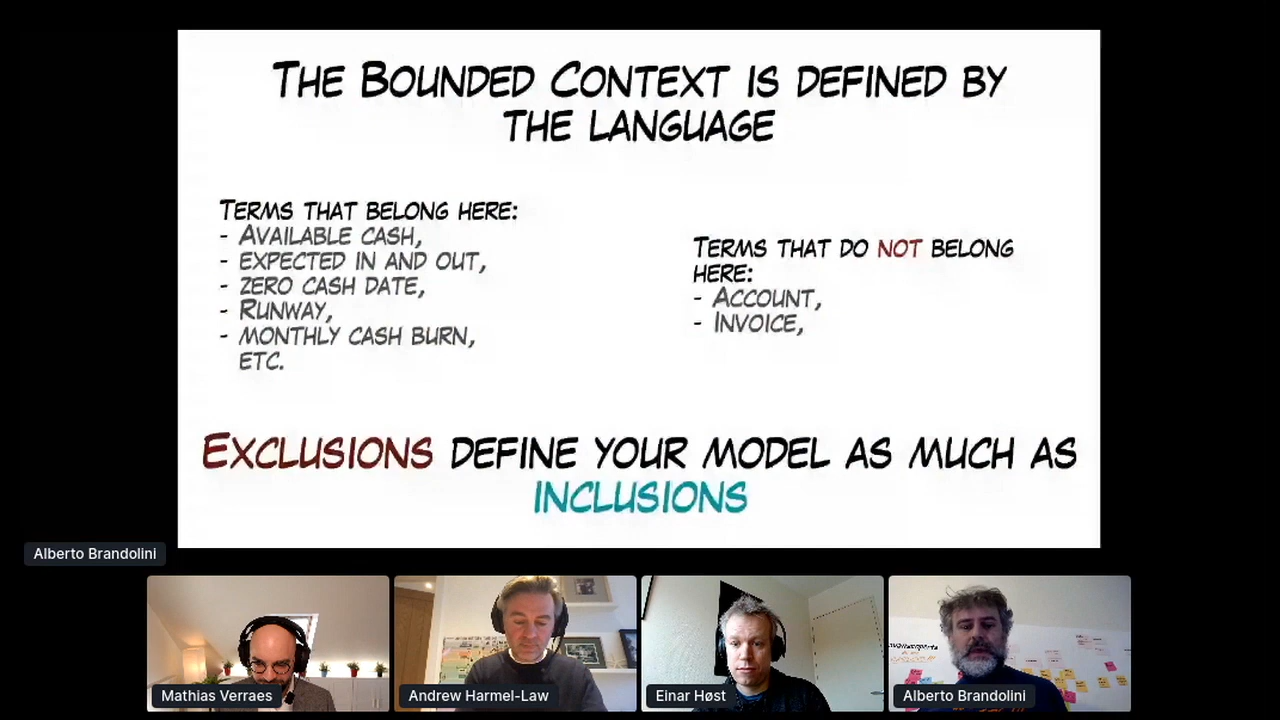 The Bounded Context is defined by
the language
Terms that belong here:
- Available cash,
- expected in and out,
- zero cash date,
- Runway,
- monthly cash burn,
etc.
Terms that do not belong
here:
- Account,
- Invoice,
Exclusions define your model as much as
inclusions
Alberto Brandolini
Mathias Verraes
Andrew Harmel-Law
Einar Høst
Alberto Brandolini